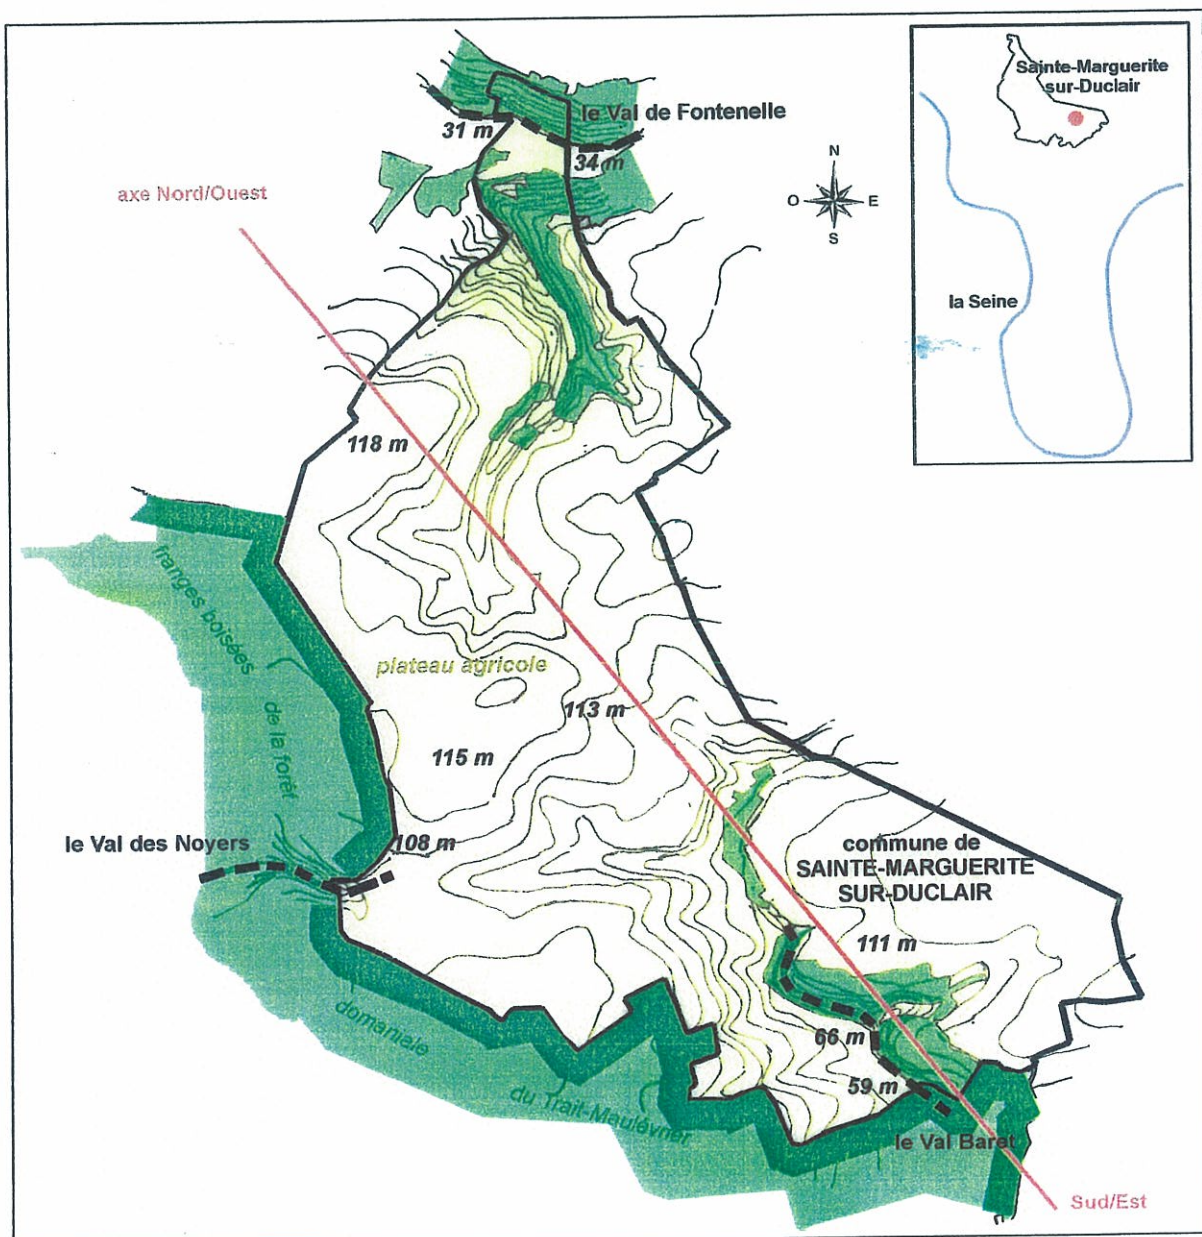 le Val de Fontenelle
31 m
34 m
axe Nord/Ouest
N
O
E
S
Sainte-Marguerite
sur-Duclair
la Seine
118 m
franges boisées
de la forêt
plateau agricole
113 m
115 m
le Val des Noyers
108 m
commune de
SAINTE-MARGUERITE
SUR-DUCLAIR
111 m
domaniale
du Trait-Maulévrier
66 m
59 m
le Val Baret
Sud/Est